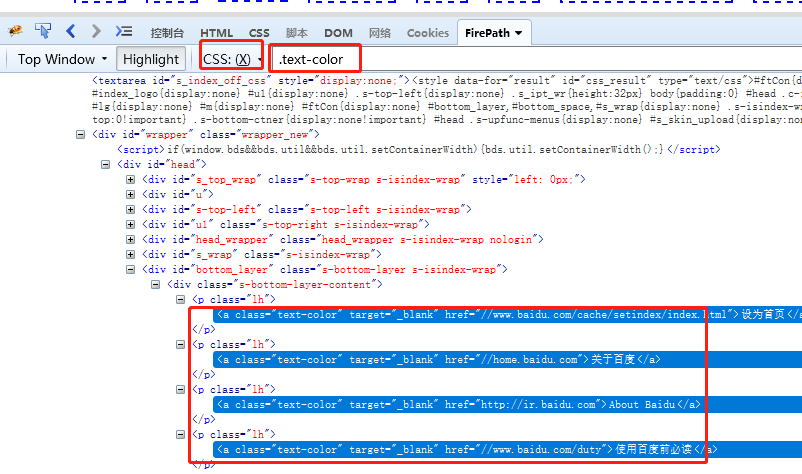 控制台 HTML CSS 脚本 DOM 网络 Cookies FirePath
Top Window Highlight CSS: (X) .text-color
<textarea id="s_index_off_css" style="display:none;"><style data-for="result" id="css_result" type="text/css">#ftCon{d
#index_logo{display:none} #u1{display:none} .s-top-left{display:none} .s_ipt_wr{height:32px} body{padding:0} #head .c-i
#lg{display:none} #m{display:none} #ftCon{display:none} #bottom_layer,#bottom_space,#s_wrap{display:none} .s-isindex-w
top:0!important} .s-bottom-ctner{display:none!important} #head .s-upfunc-menus{display:none} #s_skin_upload{display:no
<div id="wrapper" class="wrapper_new">
<script>if(window.bds&&bds.util&&bds.util.setContainerWidth){bds.util.setContainerWidth();}</script>
<div id="head">
<div id="s_top_wrap" class="s-top-wrap s-isindex-wrap" style="left: 0px;">
<div id="u">
<div id="s-top-left" class="s-top-left s-isindex-wrap">
<div id="u1" class="s-top-right s-isindex-wrap">
<div id="head_wrapper" class="head_wrapper s-isindex-wrap nologin">
<div id="s_wrap" class="s-isindex-wrap">
<div id="bottom_layer" class="s-bottom-layer s-isindex-wrap">
<div class="s-bottom-layer-content">
<p class="lh">
<a class="text-color" target="_blank" href="//www.baidu.com/cache/setindex/index.html">设为首页</a
</p>
<p class="lh">
<a class="text-color" target="_blank" href="//home.baidu.com">关于百度</a>
</p>
<p class="lh">
<a class="text-color" target="_blank" href="http://ir.baidu.com">About Baidu</a>
</p>
<p class="lh">
<a class="text-color" target="_blank" href="//www.baidu.com/duty">使用百度前必读</a>
</p>